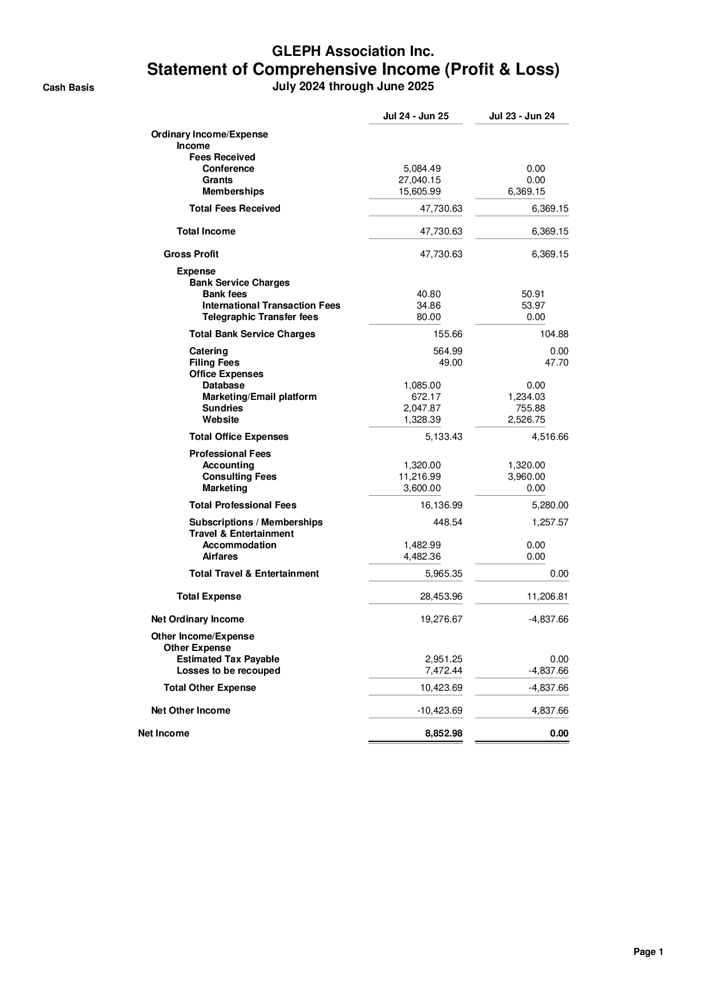 GLEPH Association Inc.
Statement of Comprehensive Income (Profit & Loss)
Cash Basis July 2024 through June 2025
Jul 24 - Jun 25 Jul 23 - Jun 24
Ordinary Income/Expense
Income
Fees Received
Conference 5,084.49 0.00
Grants 27,040.15 0.00
Memberships 15,605.99 6,369.15
Total Fees Received 47,730.63 6,369.15
Total Income 47,730.63 6,369.15
Gross Profit 47,730.63 6,369.15
Expense
Bank Service Charges
Bank fees 40.80 50.91
International Transaction Fees 34.86 53.97
Telegraphic Transfer fees 80.00 0.00
Total Bank Service Charges 155.66 104.88
Catering 564.99 0.00
Filing Fees 49.00 47.70
Office Expenses
Database 1,085.00 0.00
Marketing/Email platform 672.17 1,234.03
Sundries 2,047.87 755.88
Website 1,328.39 2,526.75
Total Office Expenses 5,133.43 4,516.66
Professional Fees
Accounting 1,320.00 1,320.00
Consulting Fees 11,216.99 3,960.00
Marketing 3,600.00 0.00
Total Professional Fees 16,136.99 5,280.00
Subscriptions / Memberships 448.54 1,257.57
Travel & Entertainment
Accommodation 1,482.99 0.00
Airfares 4,482.36 0.00
Total Travel & Entertainment 5,965.35 0.00
Total Expense 28,453.96 11,206.81
Net Ordinary Income 19,276.67 -4,837.66
Other Income/Expense
Other Expense
Estimated Tax Payable 2,951.25 0.00
Losses to be recouped 7,472.44 -4,837.66
Total Other Expense 10,423.69 -4,837.66
Net Other Income -10,423.69 4,837.66
Net Income 8,852.98 0.00
Page 1